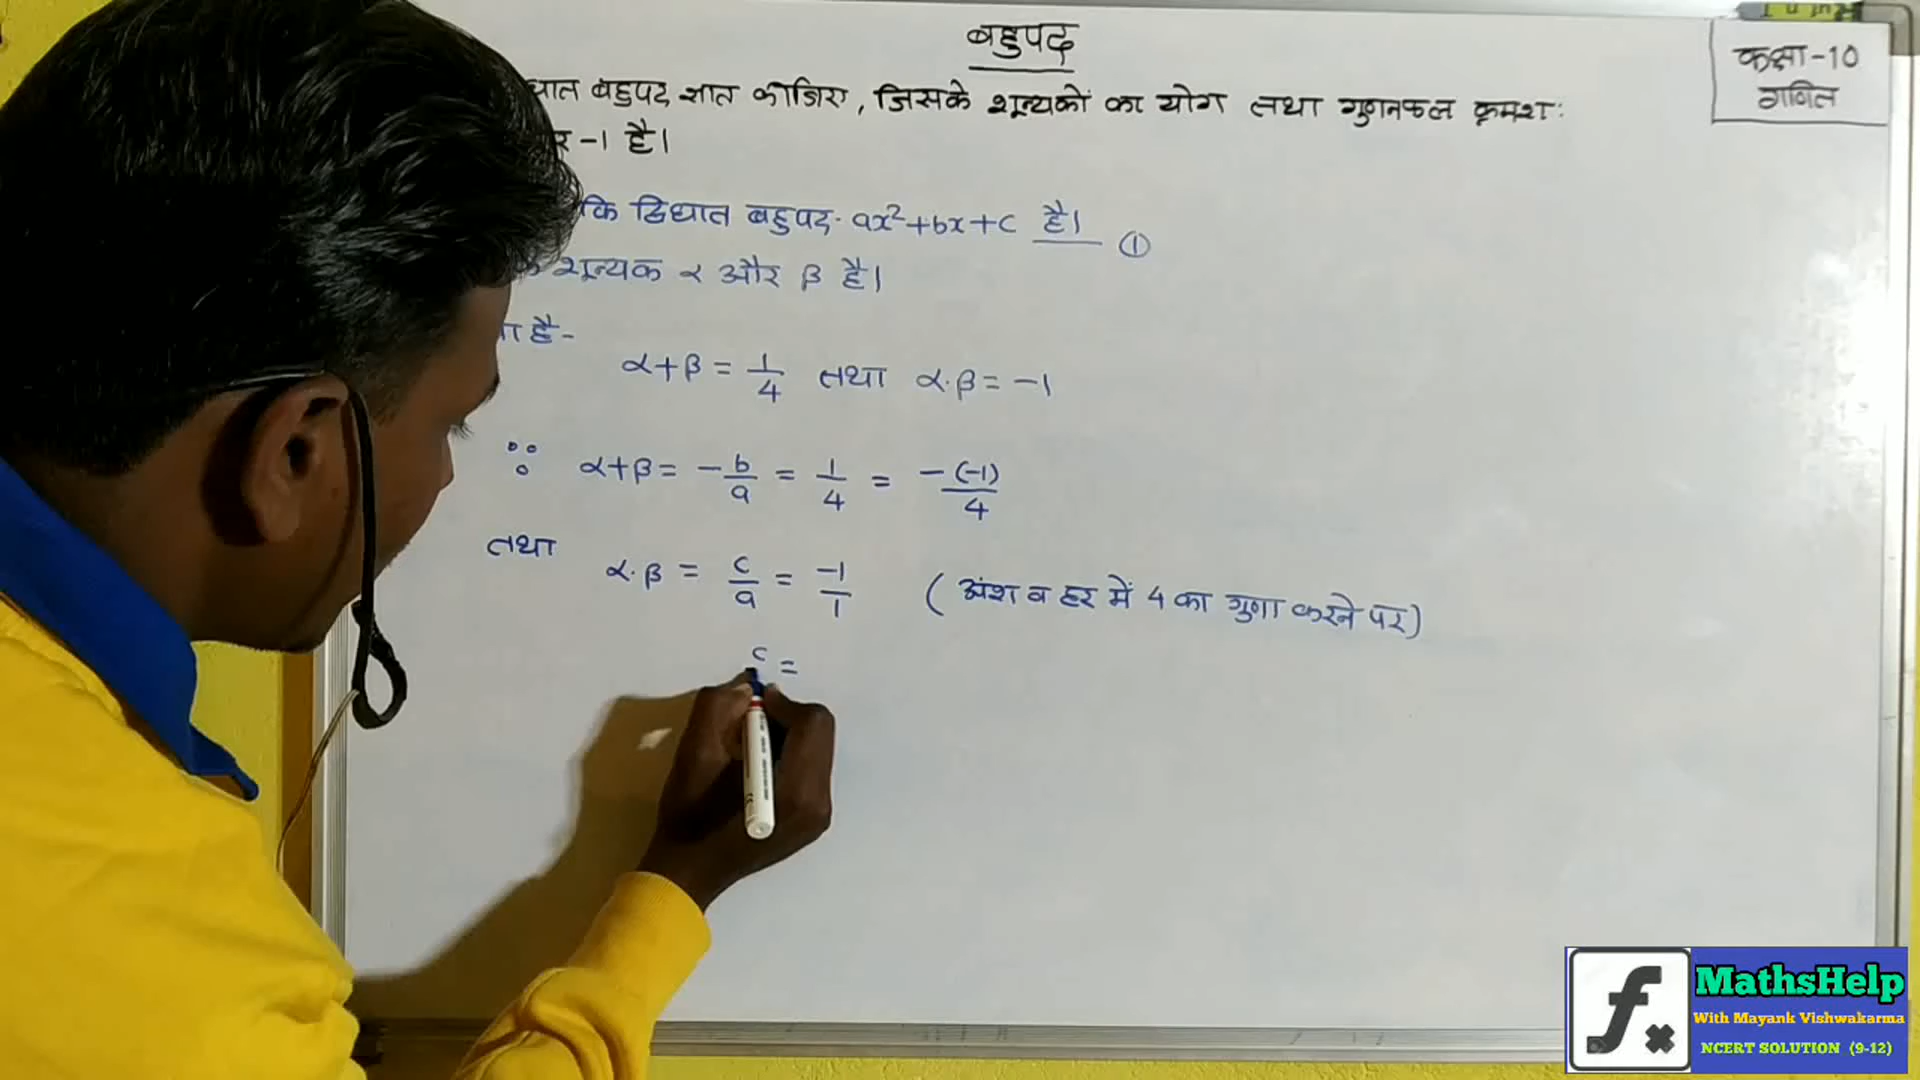 बहुपद
कक्षा-10
गणित
बहुपद ज्ञात कीजिए, जिसके शून्यकों का योग तथा गुणनफल क्रमशः
-1 है।
कि द्विघात बहुपद ax²+bx+c है। ①
शून्यक α और β है।
है-
α+β = 1/4 तथा α.β = -1
∵ α+β = -b/a = 1/4 = -(-1)/4
तथा
α.β = c/a = -1/1 (अंश व हर में 4 का गुणा करने पर)
c =
MathsHelp
With Mayank Vishwakarma
NCERT SOLUTION (9-12)